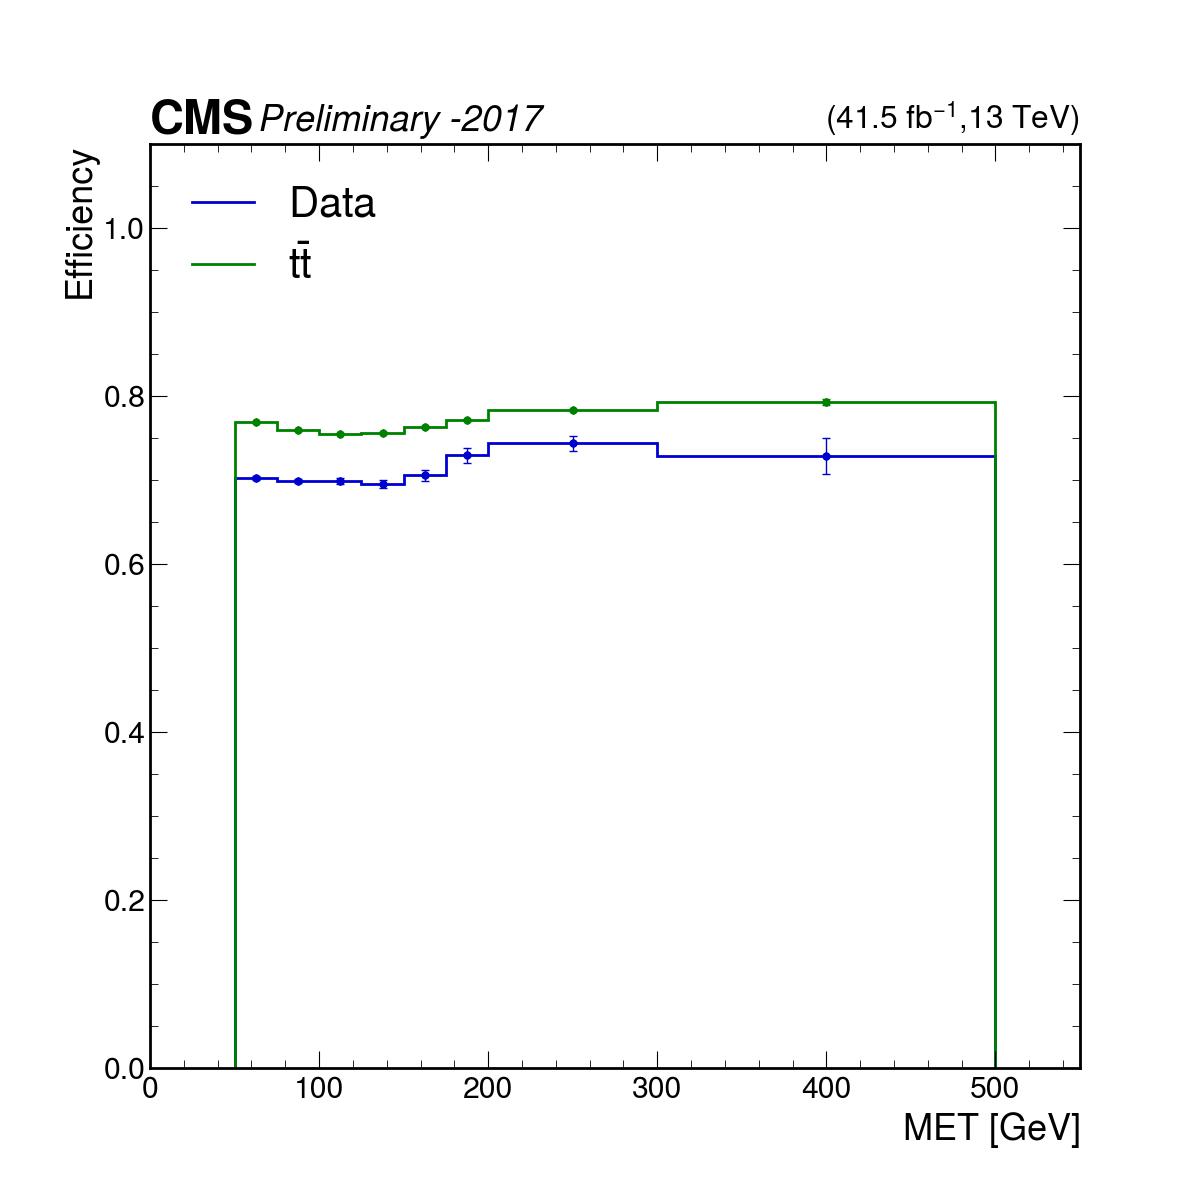 CMS Preliminary -2017 (41.5 fb⁻¹,13 TeV)
Efficiency
Data
tt̄
1.0
0.8
0.6
0.4
0.2
0.0
0 100 200 300 400 500
MET [GeV]